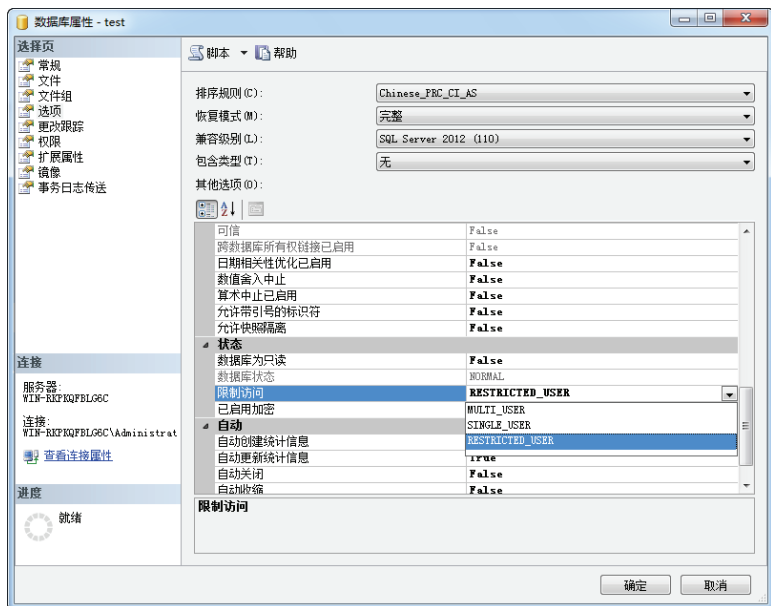 数据库属性 - test
选择页
常规
文件
文件组
选项
更改跟踪
权限
扩展属性
镜像
事务日志传送
连接
服务器:
WIN-RKPKQFBLG6C
连接:
WIN-RKPKQFBLG6C\Administrat
查看连接属性
进度
就绪
脚本 帮助
排序规则(C): Chinese_PRC_CI_AS
恢复模式(M): 完整
兼容级别(L): SQL Server 2012 (110)
包含类型(T): 无
其他选项(O):
可信 False
跨数据库所有权链接已启用 False
日期相关性优化已启用 False
数值舍入中止 False
算术中止已启用 False
允许带引号的标识符 False
允许快照隔离 False
状态
数据库为只读 False
数据库状态 NORMAL
限制访问 RESTRICTED_USER
已启用加密 MULTI_USER
自动 SINGLE_USER
自动创建统计信息 RESTRICTED_USER
自动更新统计信息 True
自动关闭 False
自动收缩 False
限制访问
确定 取消